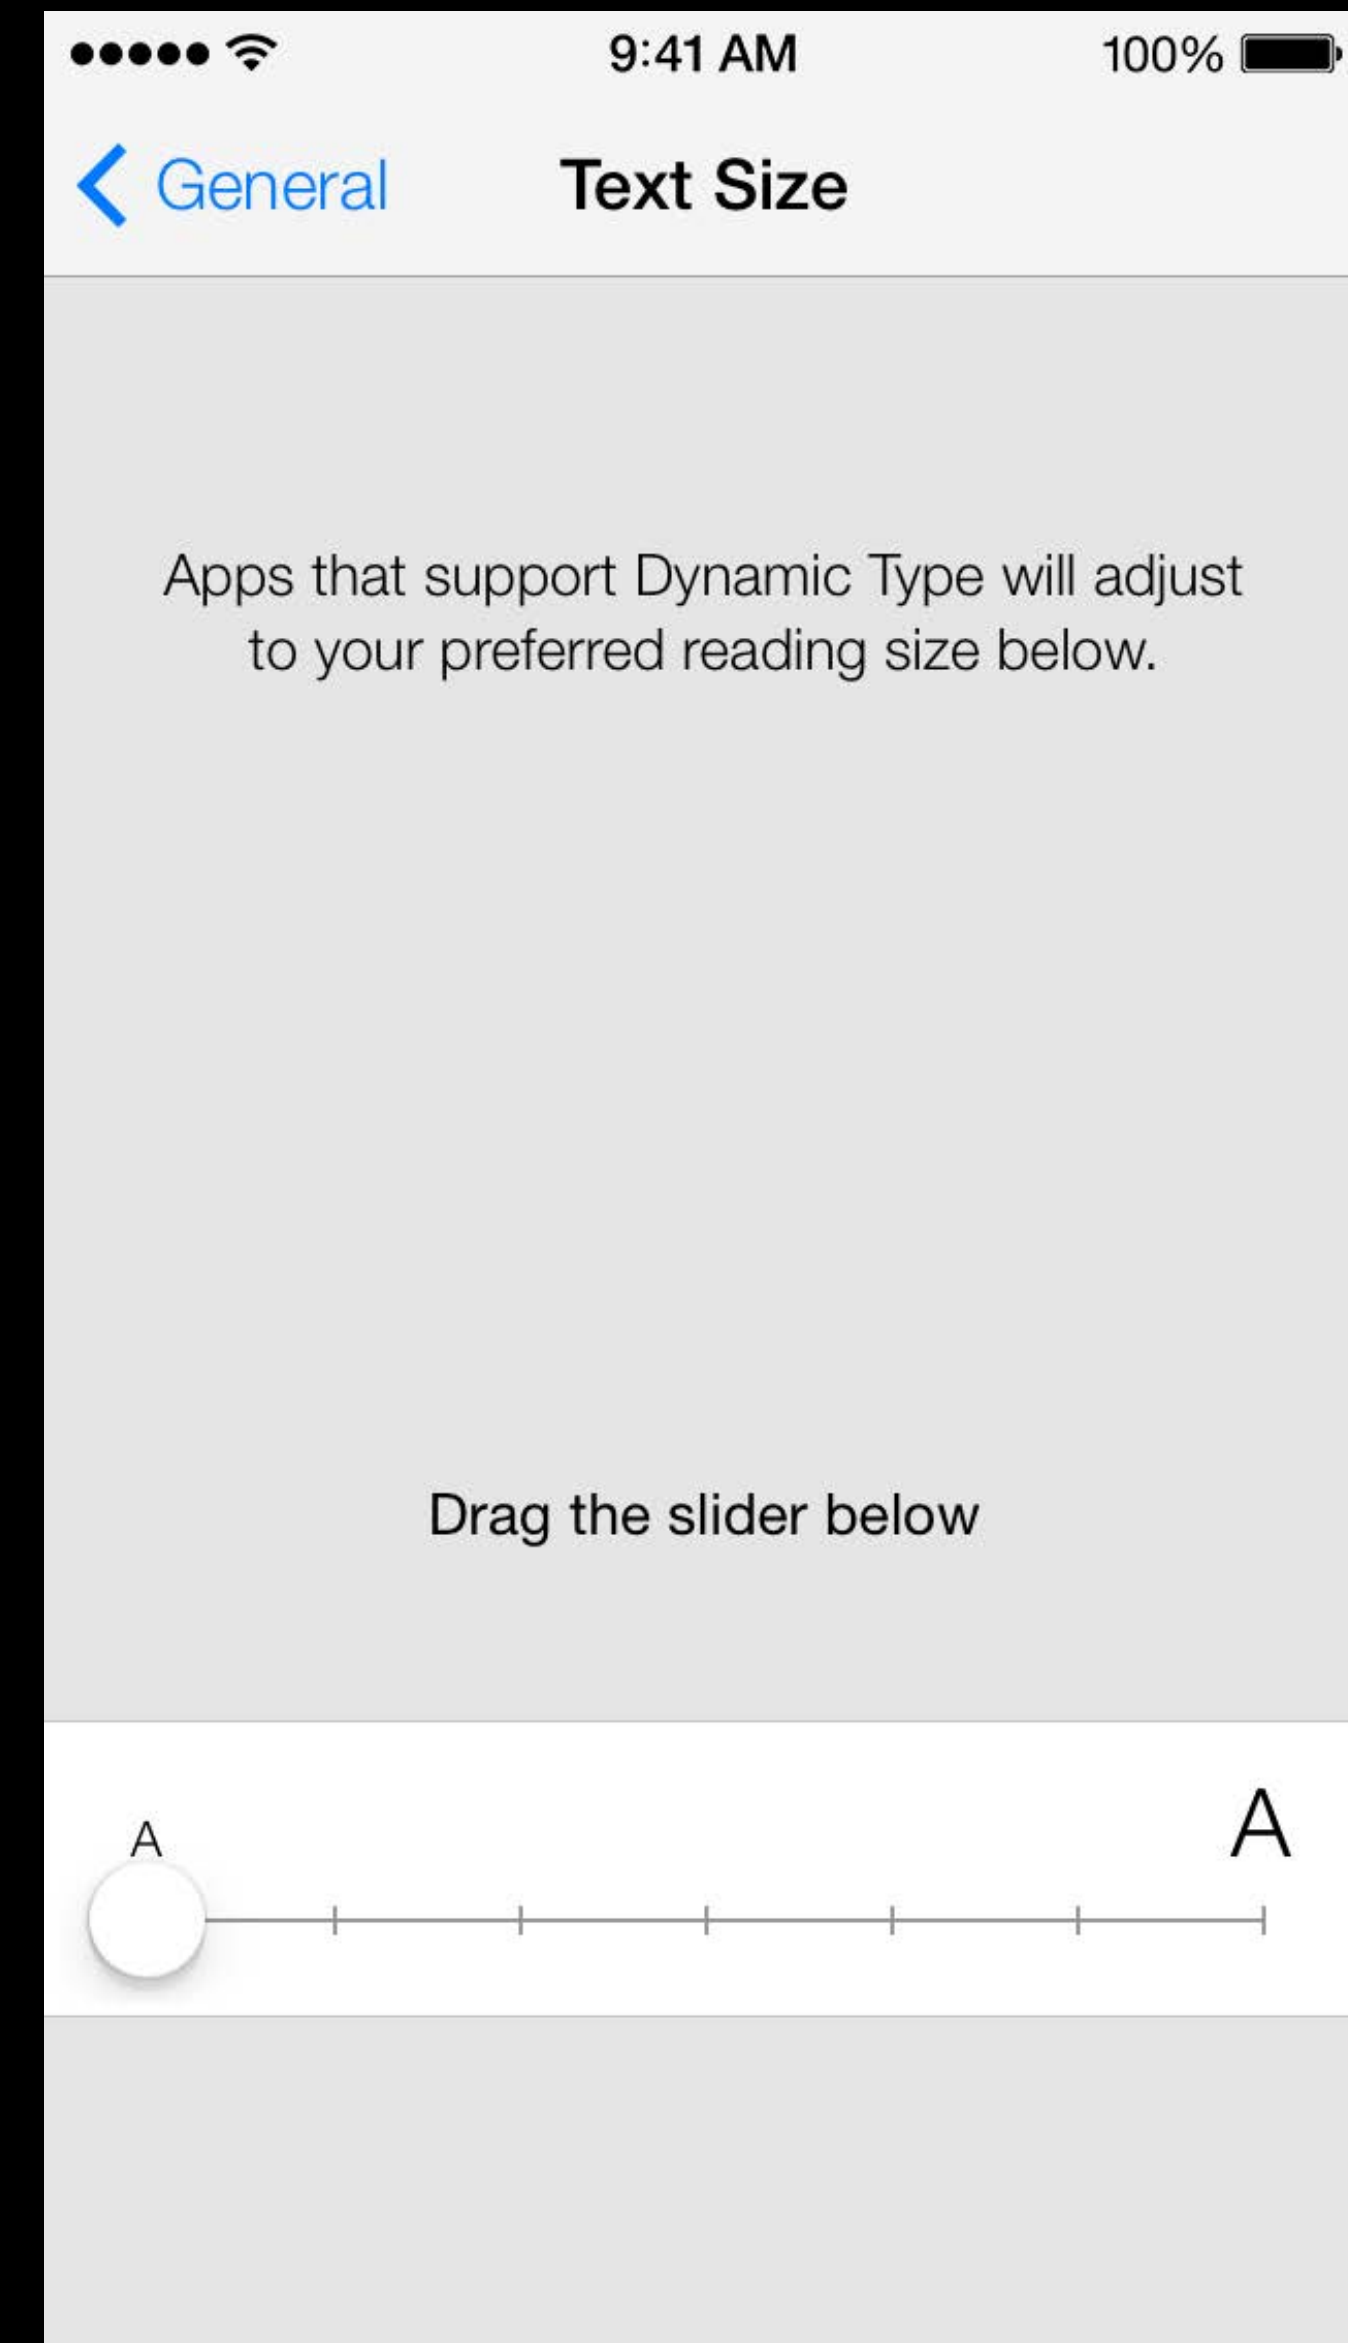 9:41 AM
100%
General
Text Size
Apps that support Dynamic Type will adjust
to your preferred reading size below.
Drag the slider below
A
A